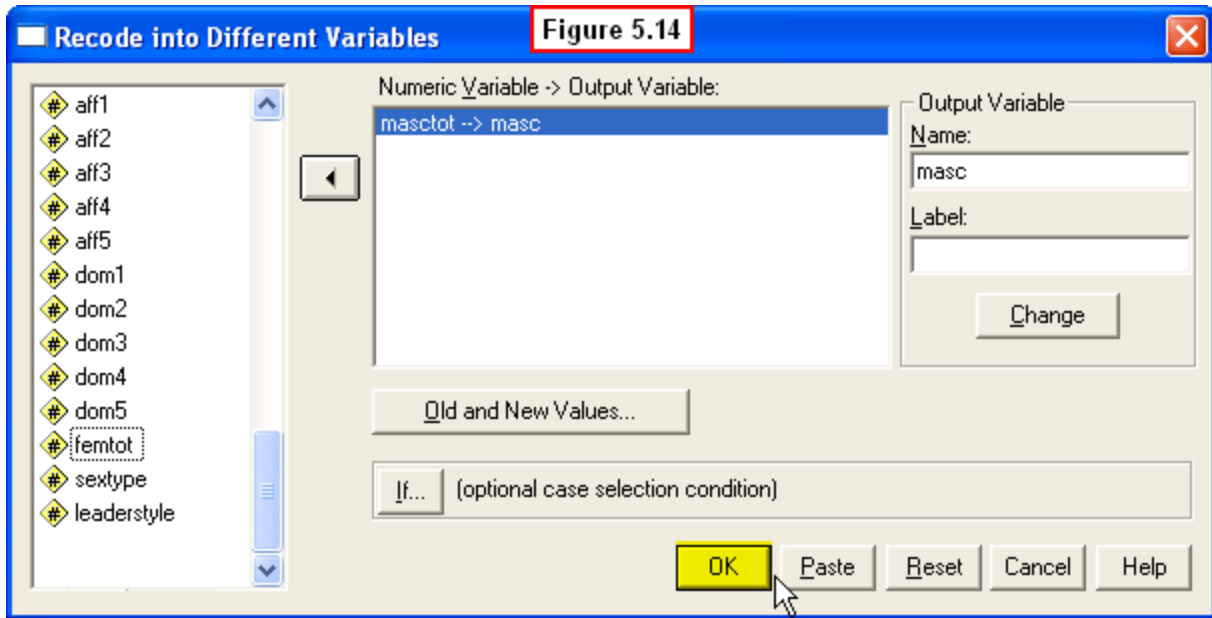 Recode into Different Variables
Figure 5.14
aff1
aff2
aff3
aff4
aff5
dom1
dom2
dom3
dom4
dom5
femtot
sextype
leaderstyle
Numeric Variable -> Output Variable:
masctot --> masc
Output Variable
Name:
masc
Label:
Change
Old and New Values...
If... (optional case selection condition)
OK Paste Reset Cancel Help